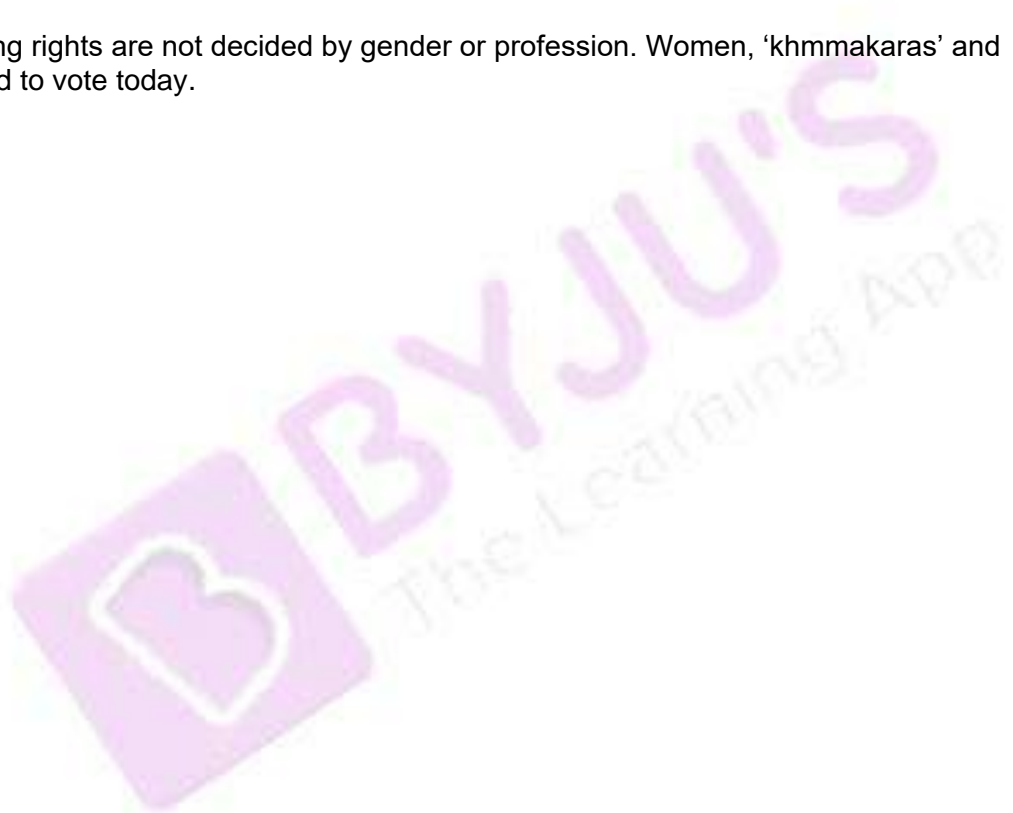 ng rights are not decided by gender or profession. Women, ‘khmmakaras’ and
d to vote today.
BYJU'S
The Learning App
B